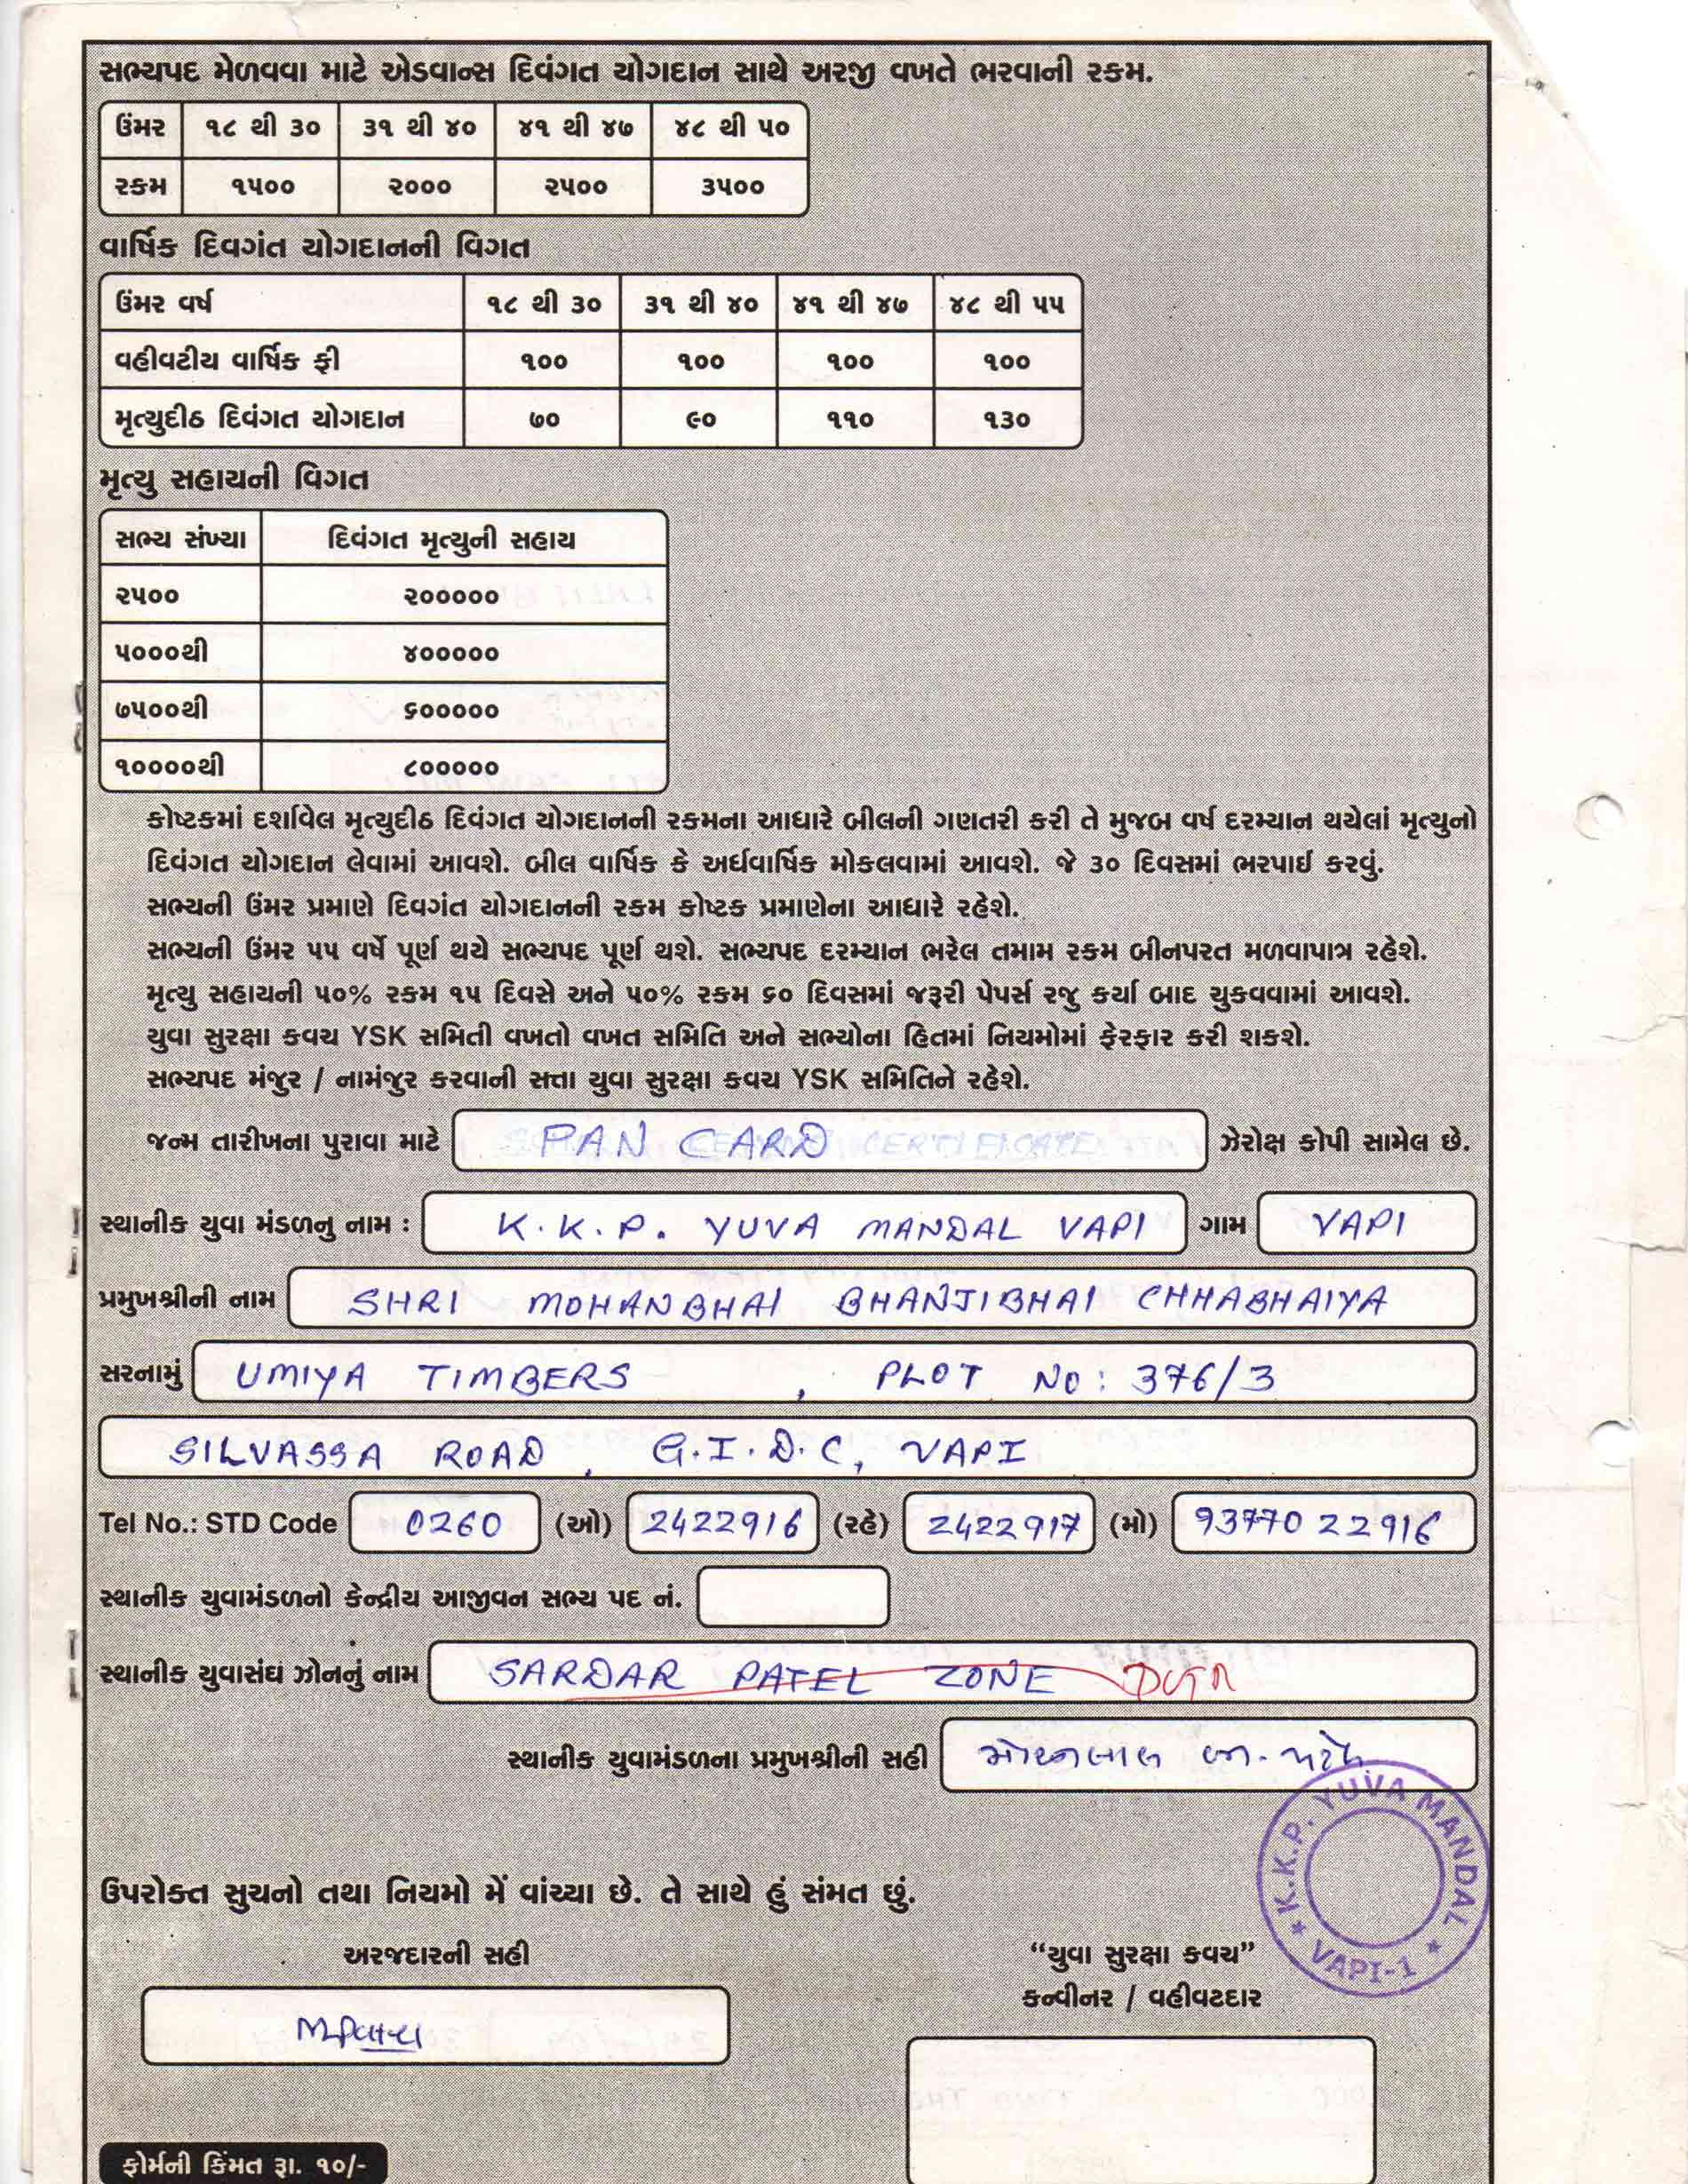 સભ્યપદ મેળવવા માટે એડવાન્સ દિવંગત યોગદાન સાથે અરજી વખતે ભરવાની રકમ.
ઉંમર ૧૮ થી ૩૦ ૩૧ થી ૪૦ ૪૧ થી ૪૭ ૪૮ થી ૫૦
રકમ ૧૫૦૦ ૨૦૦૦ ૨૫૦૦ ૩૫૦૦
વાર્ષિક દિવગંત યોગદાનની વિગત
ઉંમર વર્ષ ૧૮ થી ૩૦ ૩૧ થી ૪૦ ૪૧ થી ૪૭ ૪૮ થી ૫૫
વહીવટીય વાર્ષિક ફી ૧૦૦ ૧૦૦ ૧૦૦ ૧૦૦
મૃત્યુદીઠ દિવંગત યોગદાન ૭૦ ૯૦ ૧૧૦ ૧૩૦
મૃત્યુ સહાયની વિગત
સભ્ય સંખ્યા દિવંગત મૃત્યુની સહાય
૨૫૦૦ ૨૦૦૦૦૦
૫૦૦૦થી ૪૦૦૦૦૦
૭૫૦૦થી ૬૦૦૦૦૦
૧૦૦૦૦થી ૮૦૦૦૦૦
કોષ્ટકમાં દર્શાવેલ મૃત્યુદીઠ દિવંગત યોગદાનની રકમના આધારે બીલની ગણતરી કરી તે મુજબ વર્ષ દરમ્યાન થયેલાં મૃત્યુનો
દિવંગત યોગદાન લેવામાં આવશે. બીલ વાર્ષિક કે અર્ધવાર્ષિક મોકલવામાં આવશે. જે ૩૦ દિવસમાં ભરપાઈ કરવું.
સભ્યની ઉંમર પ્રમાણે દિવગંત યોગદાનની રકમ કોષ્ટક પ્રમાણેના આધારે રહેશે.
સભ્યની ઉંમર ૫૫ વર્ષે પૂર્ણ થયે સભ્યપદ પૂર્ણ થશે. સભ્યપદ દરમ્યાન ભરેલ તમામ રકમ બીનપરત મળવાપાત્ર રહેશે.
મૃત્યુ સહાયની ૫૦% રકમ ૧૫ દિવસે અને ૫૦% રકમ ૬૦ દિવસમાં જરૂરી પેપર્સ રજુ કર્યા બાદ ચુકવવામાં આવશે.
યુવા સુરક્ષા કવચ YSK સમિતી વખતો વખત સમિતિ અને સભ્યોના હિતમાં નિયમોમાં ફેરફાર કરી શકશે.
સભ્યપદ મંજુર / નામંજુર કરવાની સત્તા યુવા સુરક્ષા કવચ YSK સમિતિને રહેશે.
જન્મ તારીખના પુરાવા માટે PAN CARD ઝેરોક્ષ કોપી સામેલ છે.
સ્થાનીક યુવા મંડળનુ નામ : K.K.P. YUVA MANDAL VAPI ગામ VAPI
પ્રમુખશ્રીની નામ SHRI MOHANBHAI BHANJIBHAI CHHABHAIYA
સરનામું UMIYA TIMBERS, PLOT NO: 376/3
SILVASSA ROAD, G.I.D.C, VAPI
Tel No.: STD Code 0260 (ઓ) 2422916 (રહે) 2422917 (મો) 9377022916
સ્થાનીક યુવામંડળનો કેન્દ્રીય આજીવન સભ્ય પદ નં.
સ્થાનીક યુવાસંઘ ઝોનનું નામ SARDAR PATEL ZONE
સ્થાનીક યુવામંડળના પ્રમુખશ્રીની સહી
K.K.P. YUVA MANDAL
VAPI-1
ઉપરોક્ત સુચનો તથા નિયમો મેં વાંચ્યા છે. તે સાથે હું સંમત છું.
અરજદારની સહી
“યુવા સુરક્ષા કવચ”
કન્વીનર / વહીવટદાર
ફોર્મની કિંમત રૂા. ૧૦/-